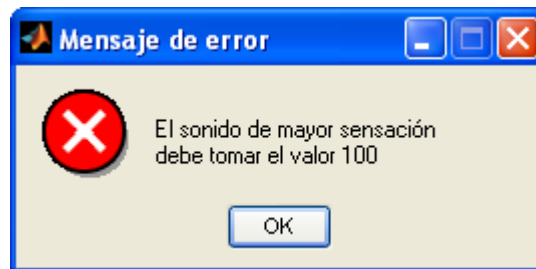 Mensaje de error
El sonido de mayor sensación
debe tomar el valor 100
OK